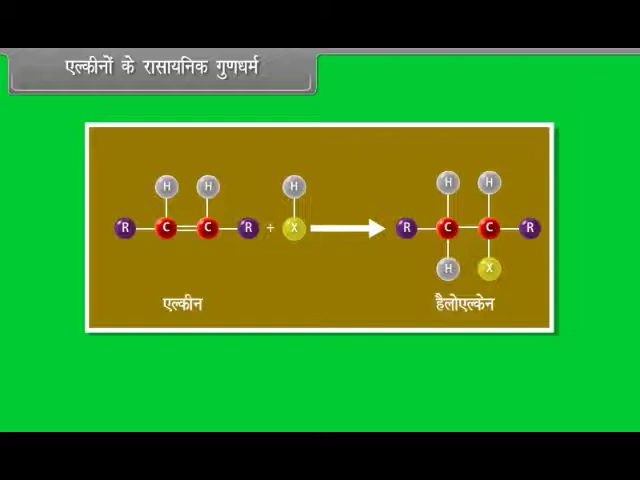 एल्कीनों के रासायनिक गुणधर्म
H H H H H
R C C R + X R C C R
H X
एल्कीन हैलोएल्केन